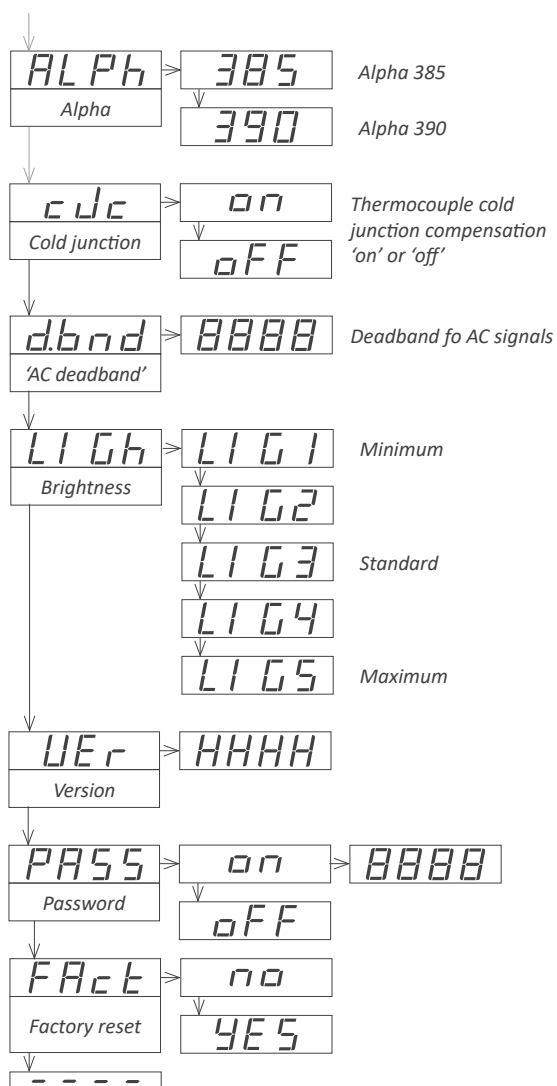 ALPh 385 Alpha 385
Alpha
390 Alpha 390
cJc on Thermocouple cold
junction compensation
Cold junction 'on' or 'off'
oFF
d.bnd 8888 Deadband fo AC signals
'AC deadband'
LIGh LIG1 Minimum
Brightness
LIG2
LIG3 Standard
LIG4
LIG5 Maximum
VEr HHHH
Version
PASS on 8888
Password
oFF
FAct no
Factory reset
YES